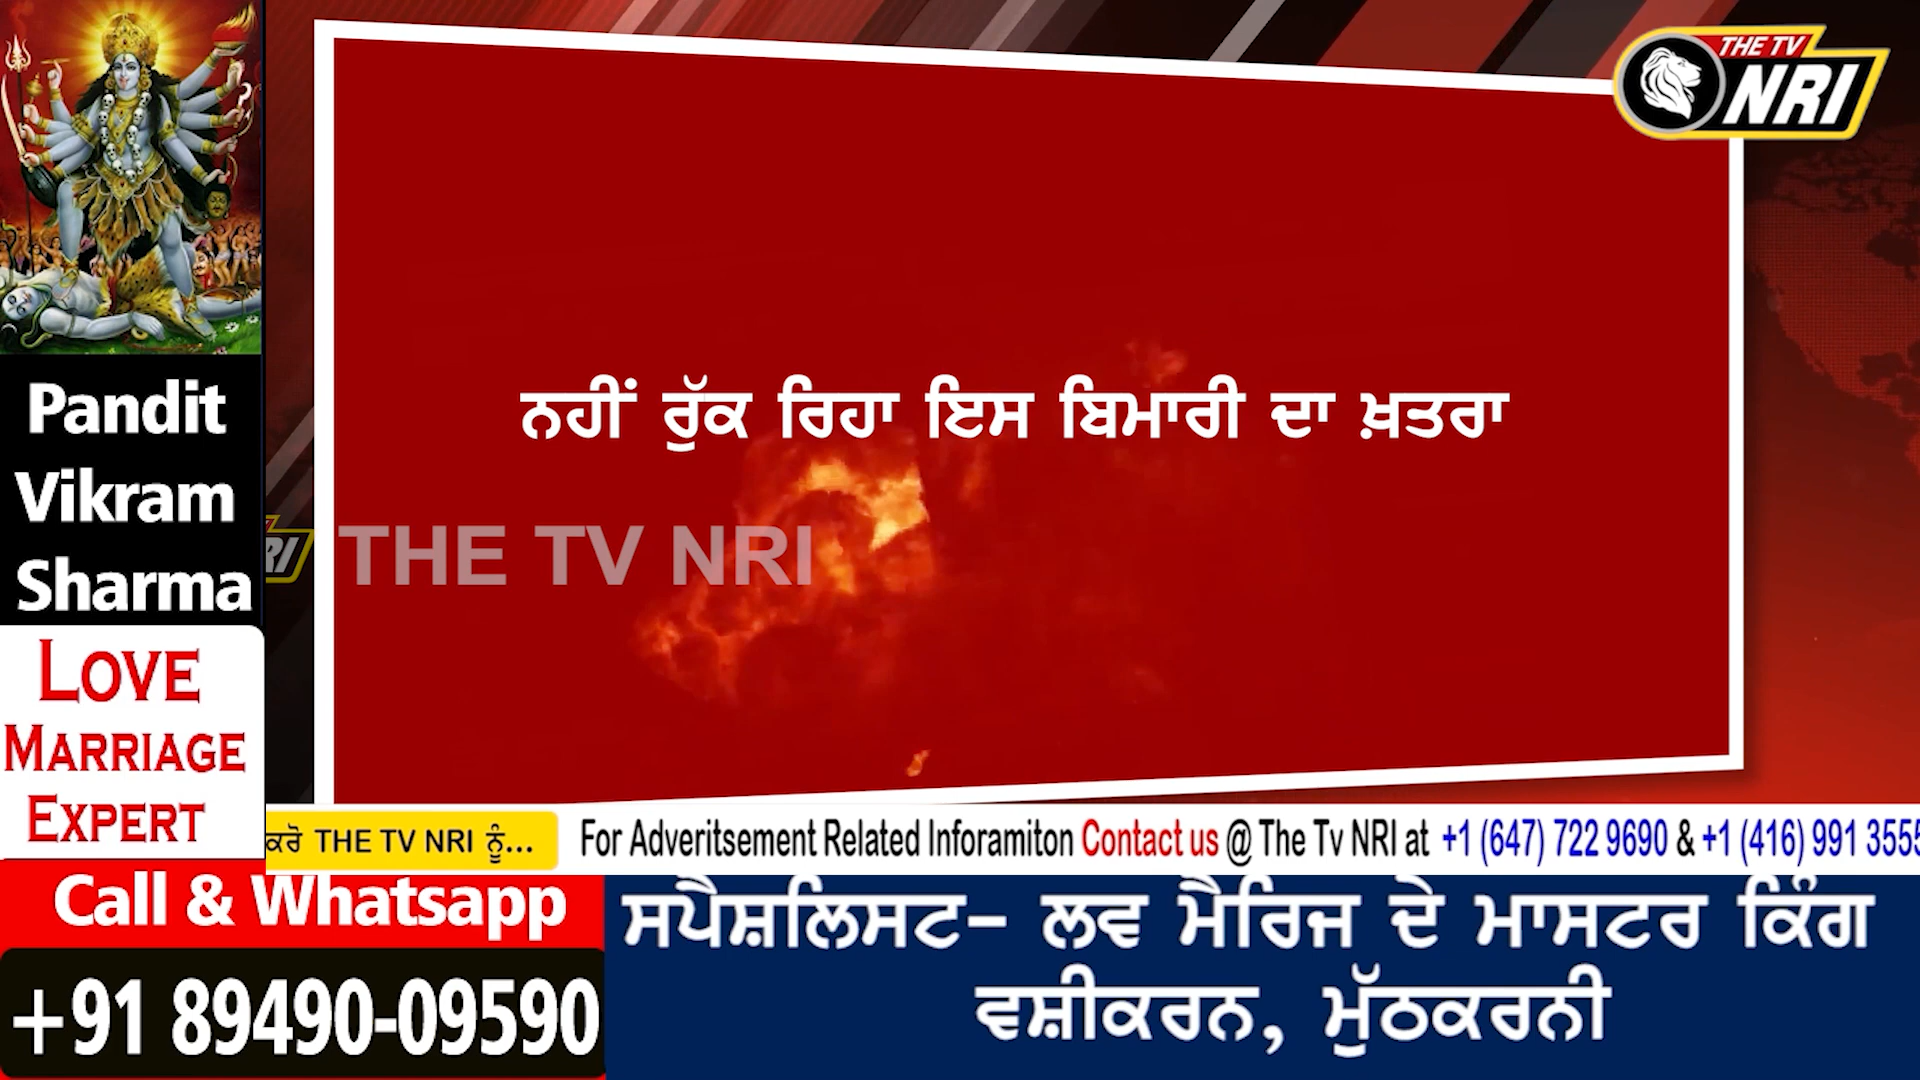 THE TV
NRI
ਨਹੀਂ ਰੁੱਕ ਰਿਹਾ ਇਸ ਬਿਮਾਰੀ ਦਾ ਖ਼ਤਰਾ
THE TV NRI
Pandit
Vikram
Sharma
LOVE
MARRIAGE
EXPERT
ਕਰੋ THE TV NRI ਨੂੰ...
For Adveritsement Related Inforamiton Contact us @ The Tv NRI at +1 (647) 722 9690 & +1 (416) 991 3555
Call & Whatsapp
+91 89490-09590
ਸਪੈਸ਼ਲਿਸਟ- ਲਵ ਮੈਰਿਜ ਦੇ ਮਾਸਟਰ ਕਿੰਗ
ਵਸ਼ੀਕਰਨ, ਮੁੱਠਕਰਨੀ